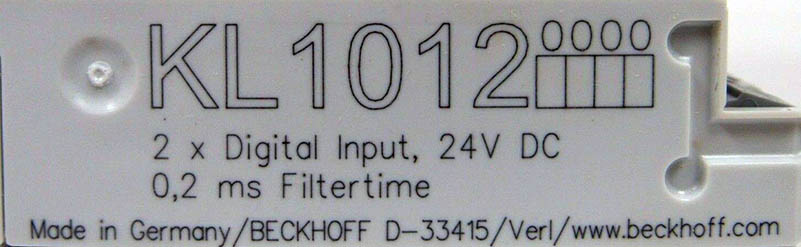 KL1012 0000
2 x Digital Input, 24V DC
0,2 ms Filtertime
Made in Germany/BECKHOFF D-33415/Verl/www.beckhoff.com